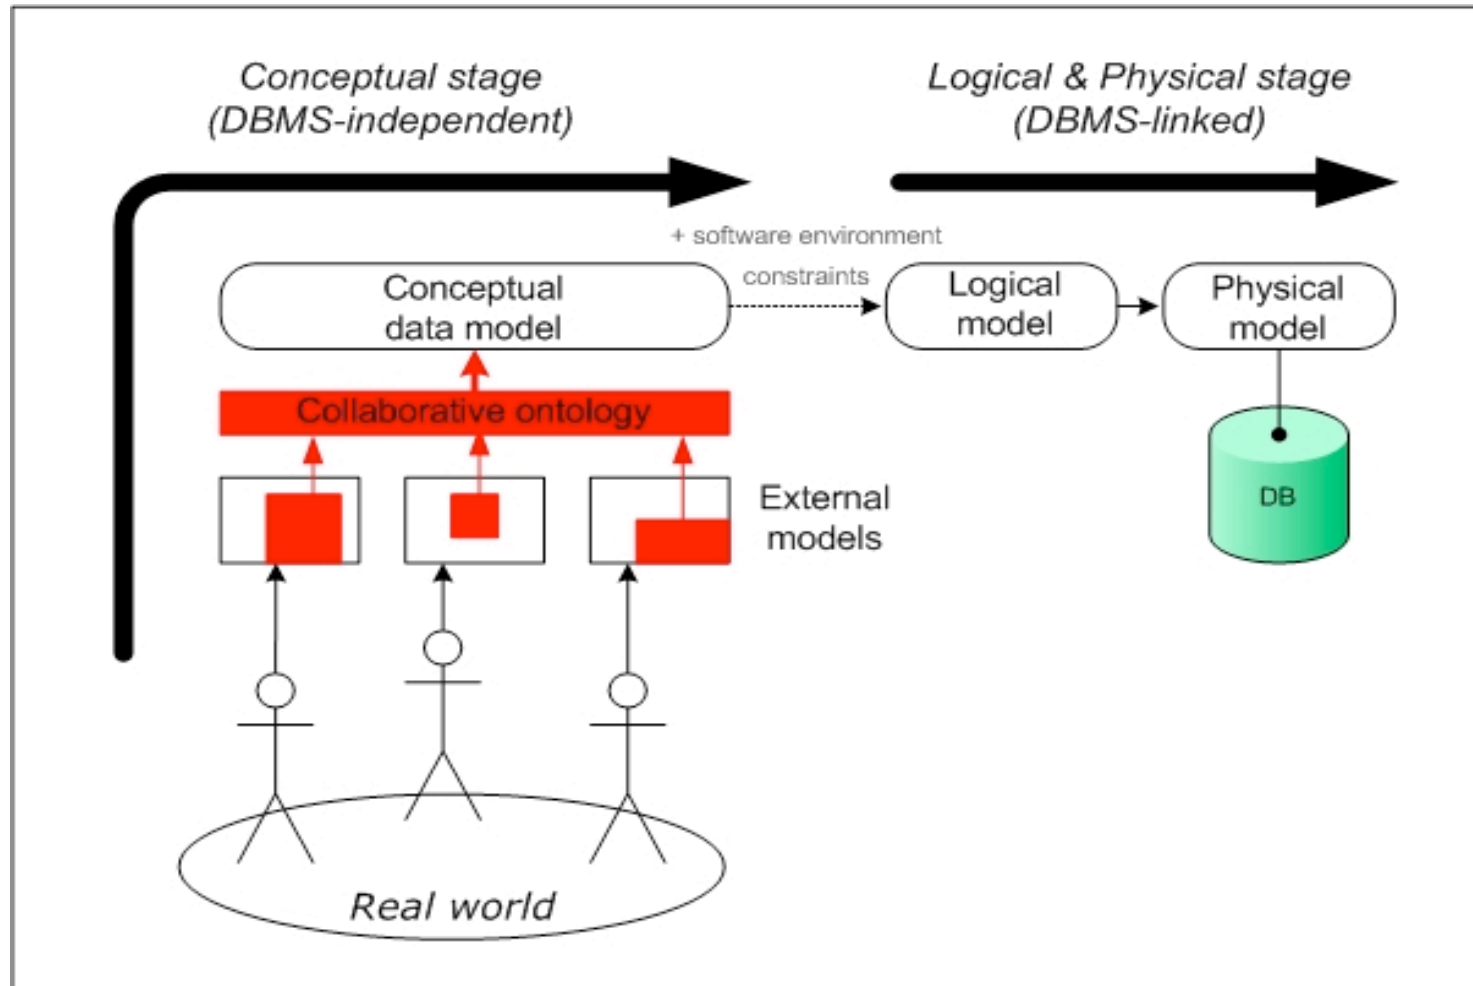 Conceptual stage
(DBMS-independent)
Logical & Physical stage
(DBMS-linked)
+ software environment
constraints
Conceptual
data model
Logical
model
Physical
model
Collaborative ontology
External
models
DB
Real world